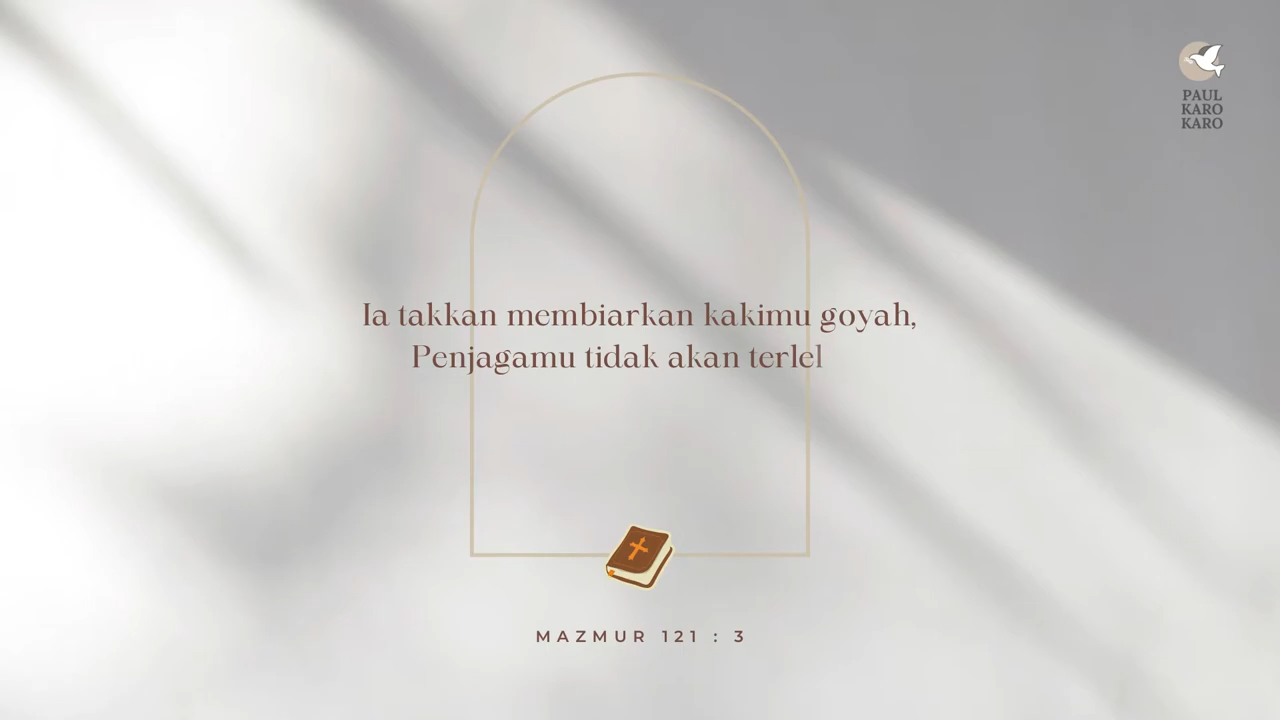 PAUL
KARO
KARO
Ia takkan membiarkan kakimu goyah,
Penjagamu tidak akan terlel
MAZMUR 121 : 3